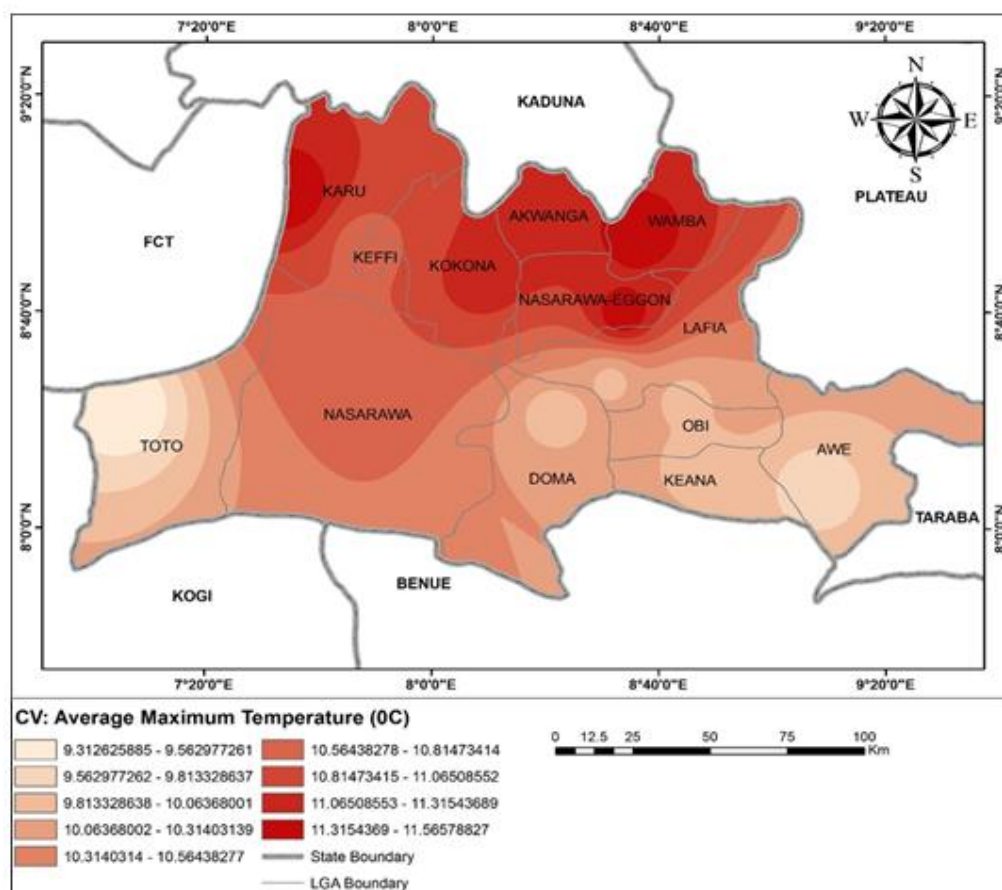 7°20'0"E 8°0'0"E 8°40'0"E 9°20'0"E
9°20'0"N
9°20'0"N
N
W E
S
KADUNA
PLATEAU
KARU
AKWANGA
WAMBA
FCT
KEFFI
KOKONA
NASARAWA-EGGON
8°40'0"N
8°40'0"N
LAFIA
NASARAWA
TOTO
OBI
AWE
DOMA
KEANA
8°0'0"N
8°0'0"N
TARABA
BENUE
KOGI
7°20'0"E 8°0'0"E 8°40'0"E 9°20'0"E
CV: Average Maximum Temperature (0C)
9.312625885 - 9.562977261
9.562977262 - 9.813328637
9.813328638 - 10.06368001
10.06368002 - 10.31403139
10.3140314 - 10.56438277
10.56438278 - 10.81473414
10.81473415 - 11.06508552
11.06508553 - 11.31543689
11.3154369 - 11.56578827
State Boundary
LGA Boundary
0 12.5 25 50 75 100
Km